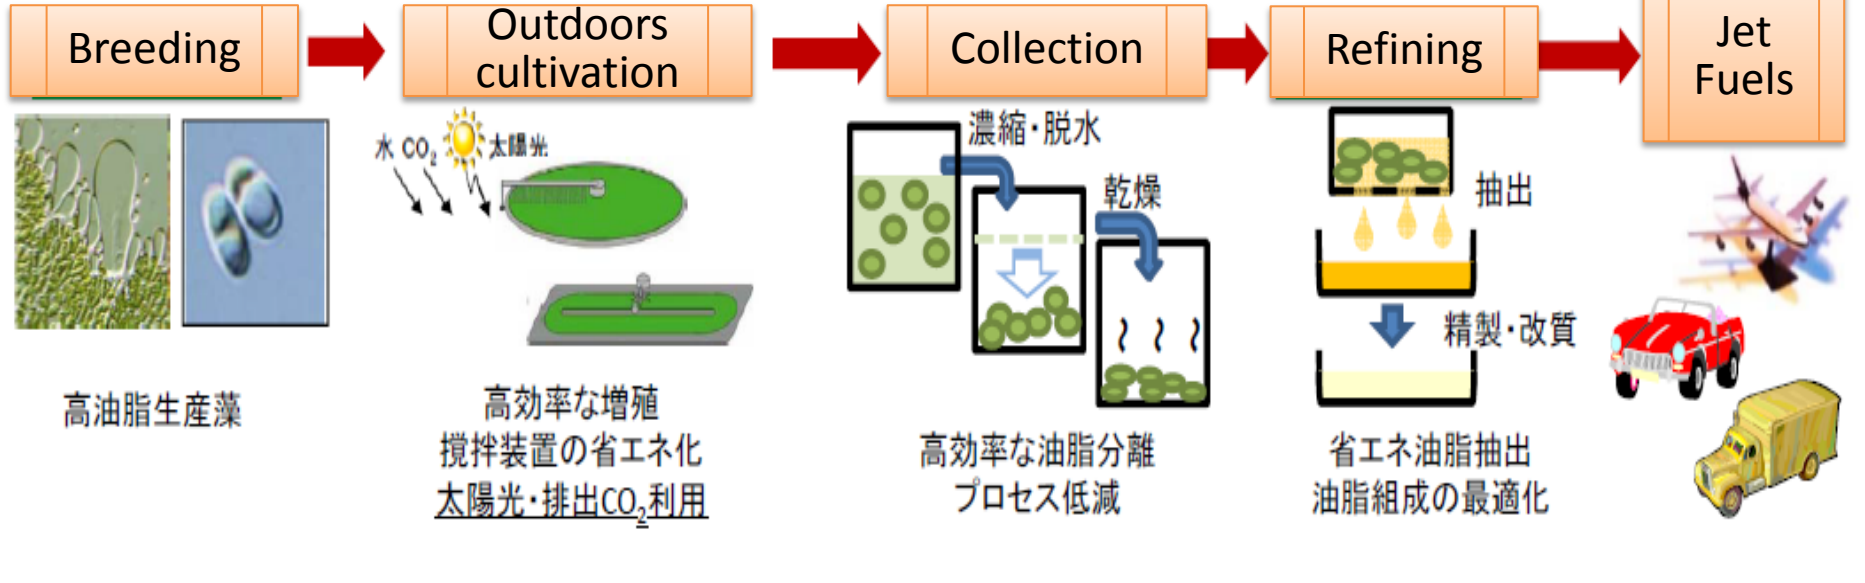 Breeding
Outdoors
cultivation
Collection
Refining
Jet
Fuels
水 CO₂ 太陽光
高油脂生産藻
高効率な増殖
撹拌装置の省エネ化
太陽光・排出CO₂利用
濃縮・脱水
乾燥
高効率な油脂分離
プロセス低減
抽出
精製・改質
省エネ油脂抽出
油脂組成の最適化